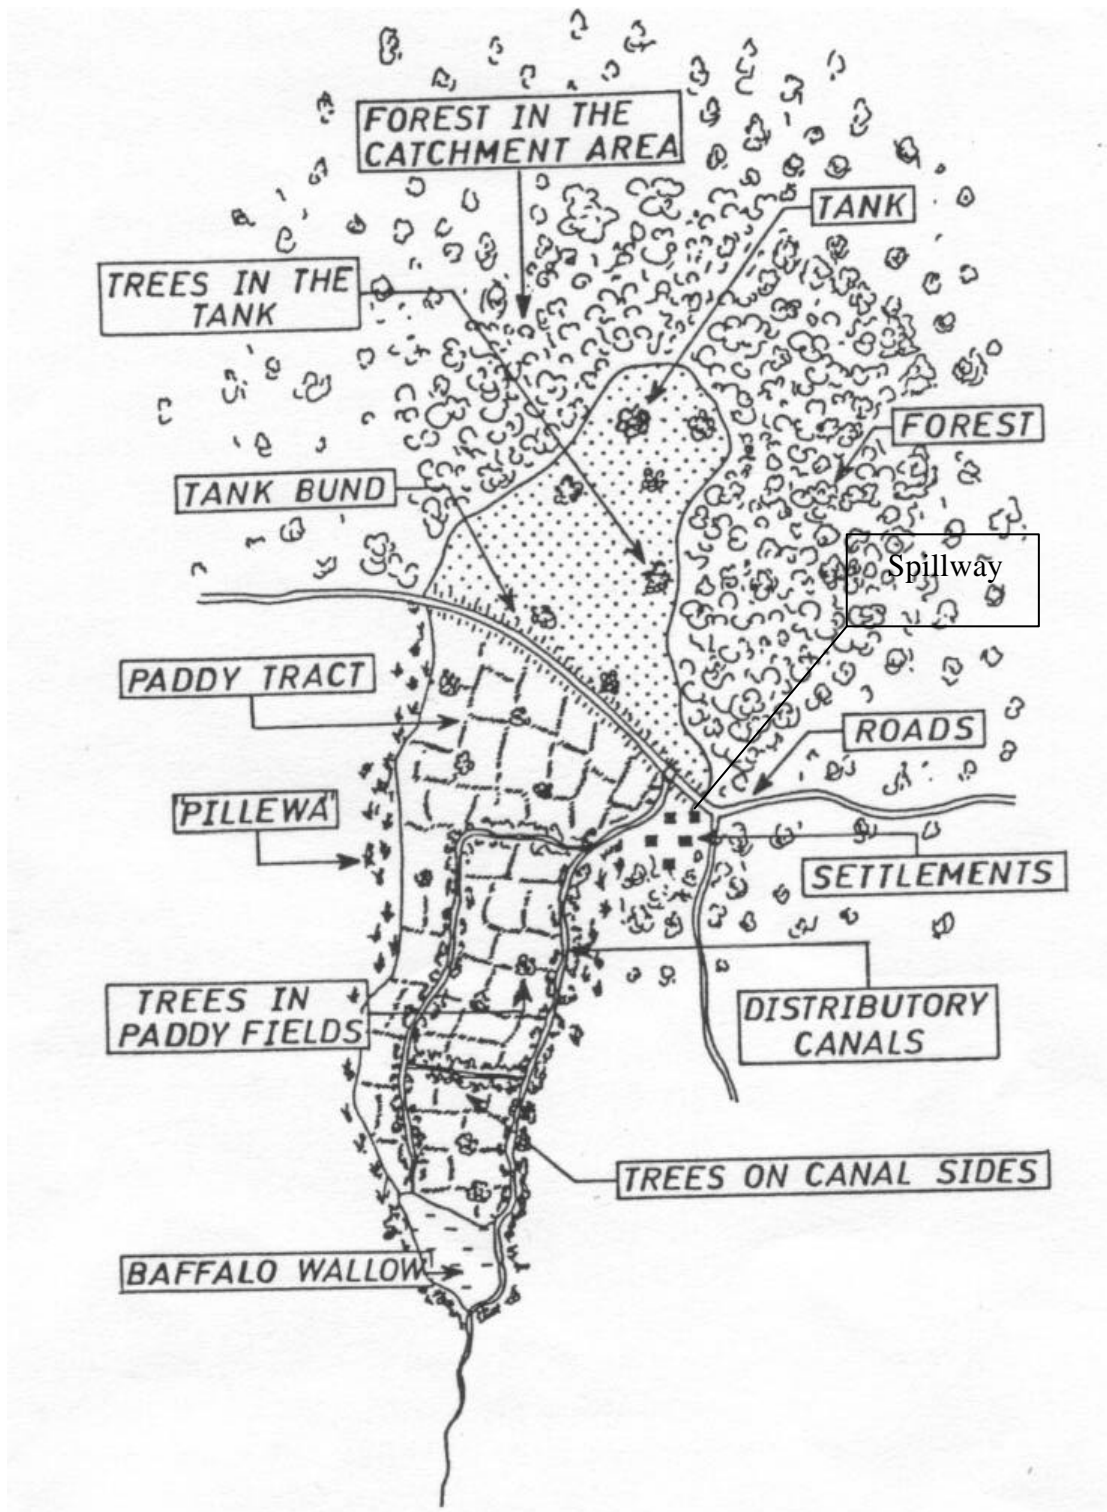 FOREST IN THE
CATCHMENT AREA
TANK
TREES IN THE
TANK
FOREST
TANK BUND
Spillway
PADDY TRACT
ROADS
"PILLEWA"
SETTLEMENTS
TREES IN
PADDY FIELDS
DISTRIBUTORY
CANALS
TREES ON CANAL SIDES
BAFFALO WALLOW